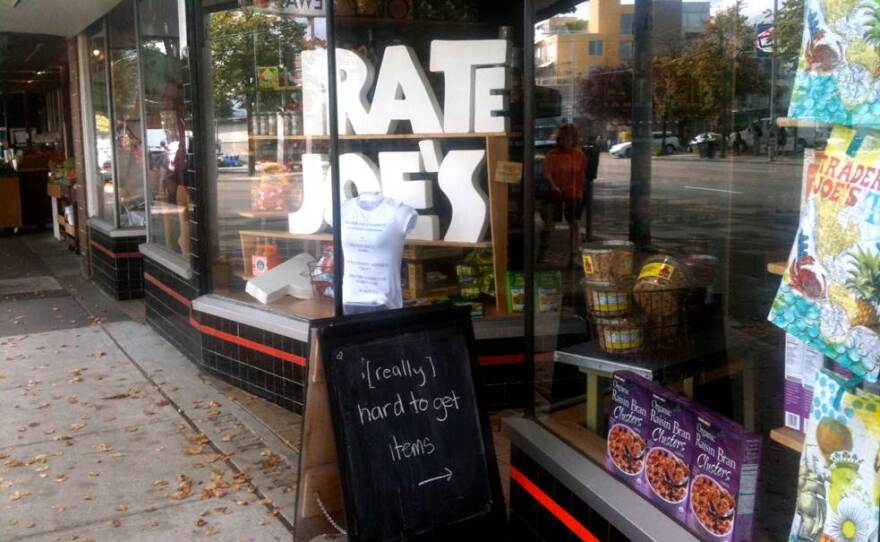 RATE
JOE'S
[really]
hard to get
items
TRADER
JOE'S
Organic
Raisin Bran
Clusters
Organic
Raisin Bran
Clusters
Organic
Raisin Bran
Clusters